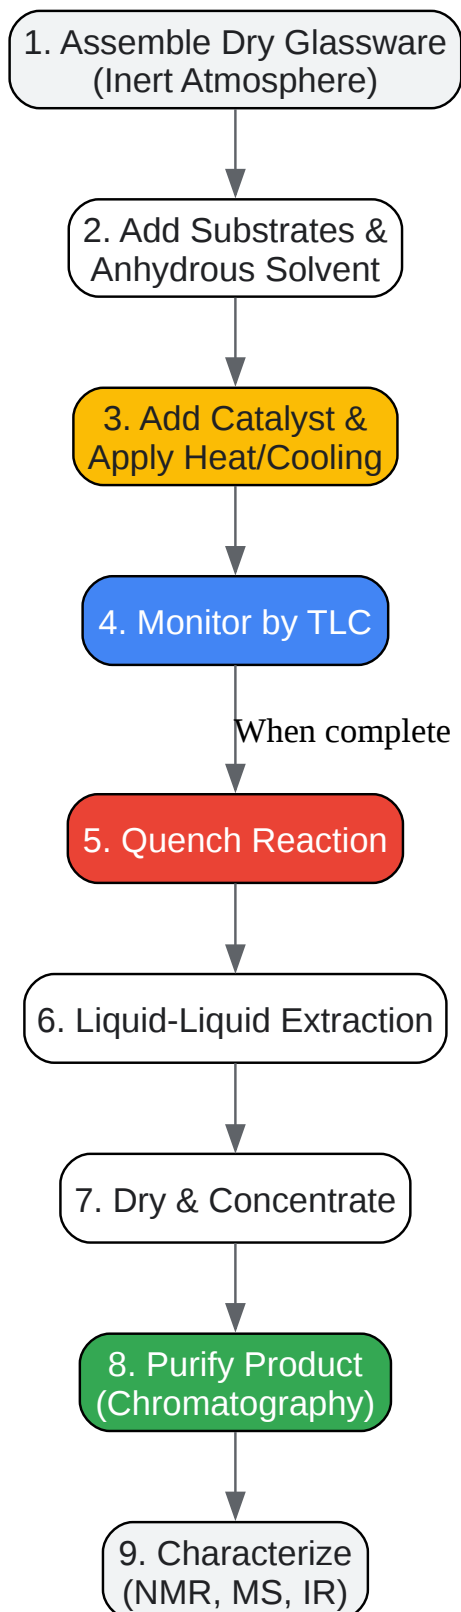 1. Assemble Dry Glassware
(Inert Atmosphere)
2. Add Substrates &
Anhydrous Solvent
3. Add Catalyst &
Apply Heat/Cooling
4. Monitor by TLC
When complete
5. Quench Reaction
6. Liquid-Liquid Extraction
7. Dry & Concentrate
8. Purify Product
(Chromatography)
9. Characterize
(NMR, MS, IR)